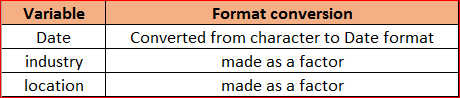 Variable Format conversion
Date Converted from character to Date format
industry made as a factor
location made as a factor